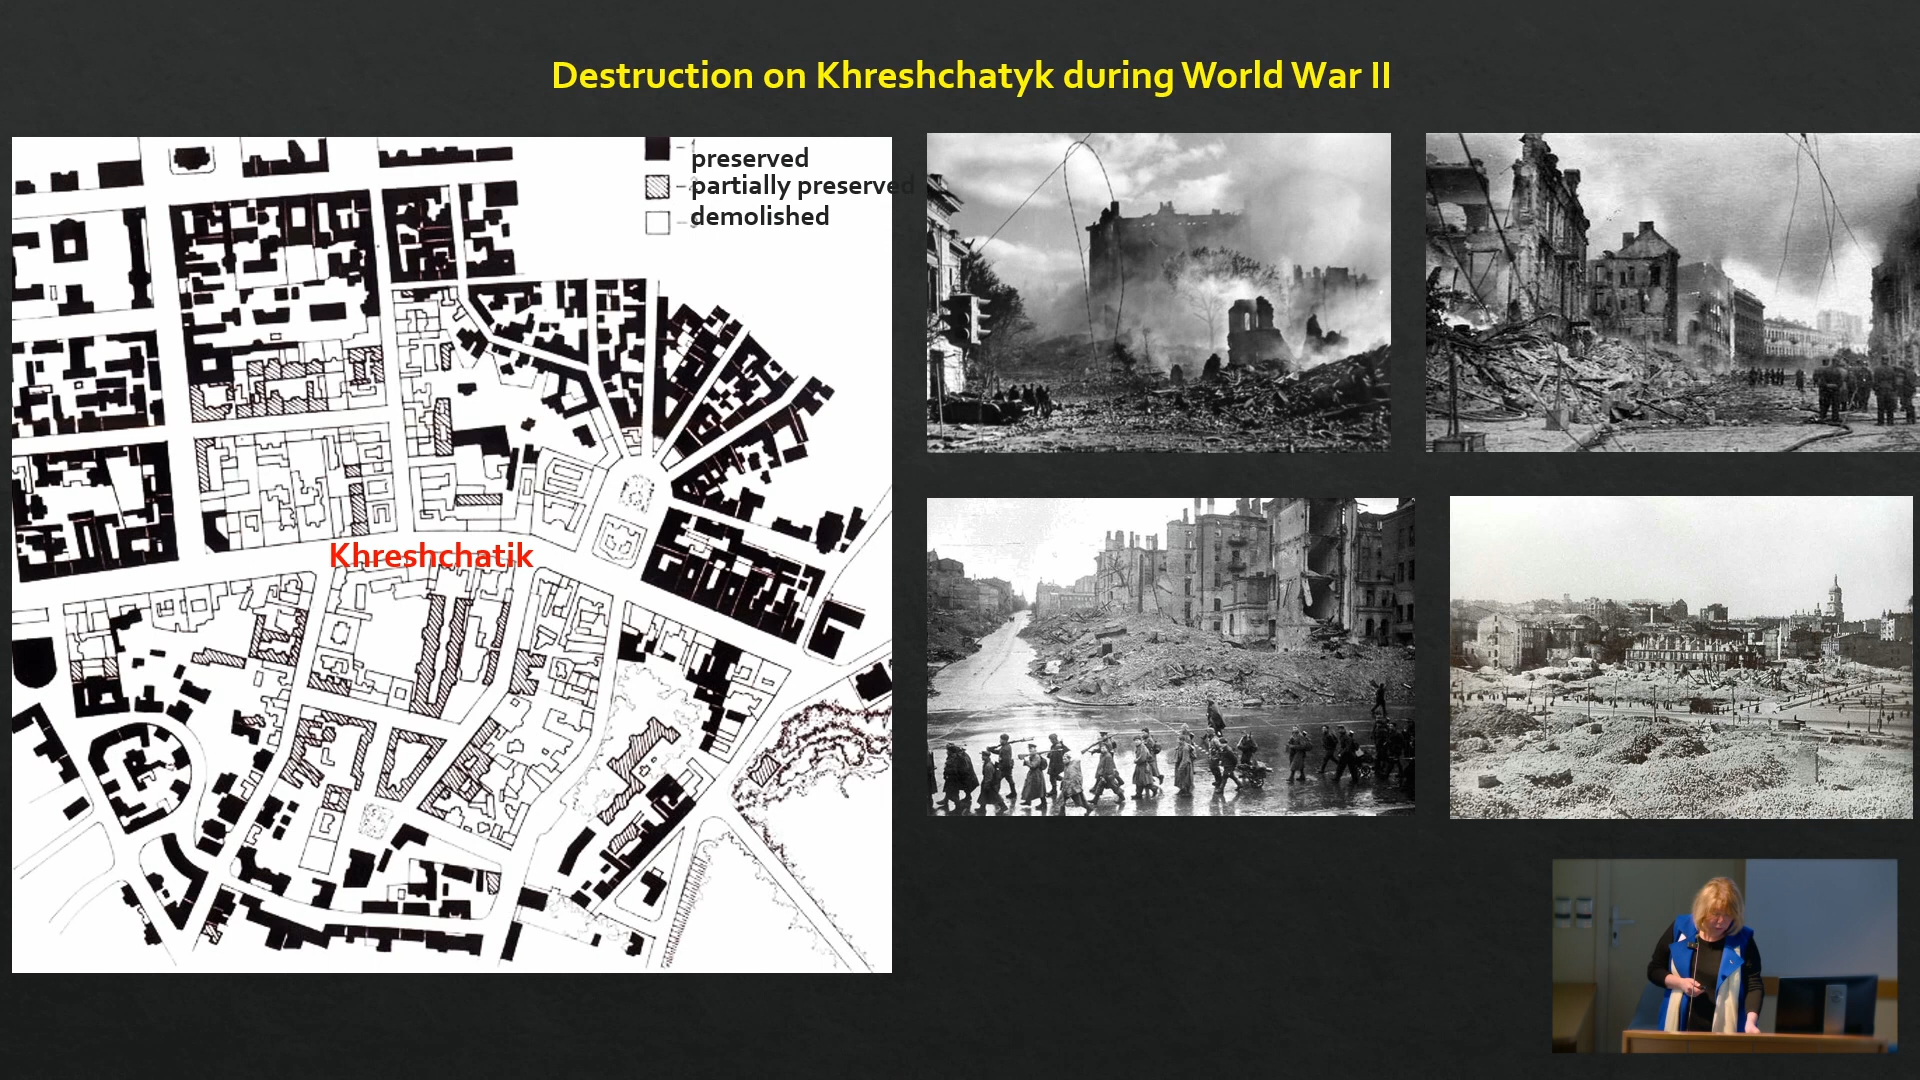 Destruction on Khreshchatyk during World War II
preserved
partially preserved
demolished
Khreshchatik